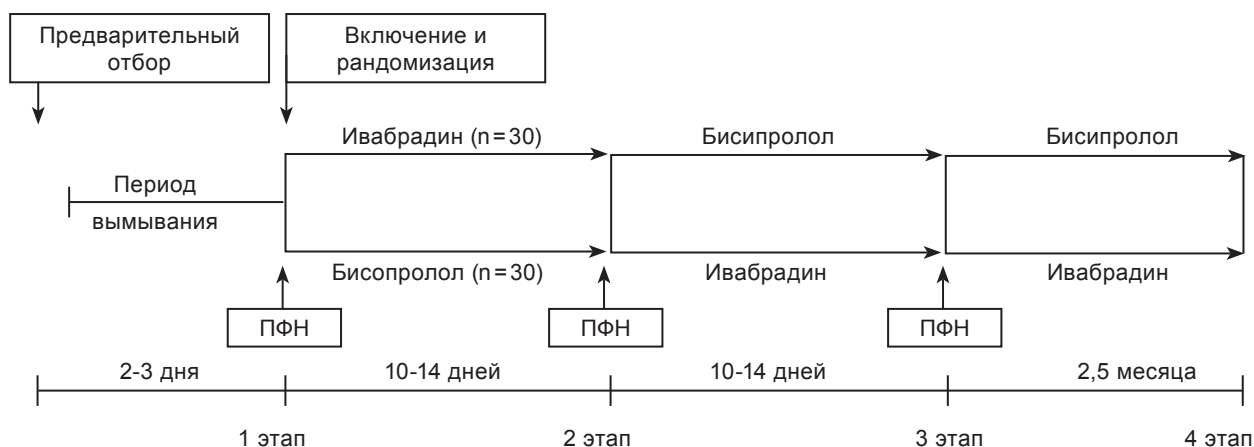 Предварительный
отбор
Включение и
рандомизация
Ивабрадин (n=30)
Бисипролол
Бисипролол
Период
вымывания
Бисопролол (n=30)
Ивабрадин
Ивабрадин
ПФН
ПФН
ПФН
2-3 дня
10-14 дней
10-14 дней
2,5 месяца
1 этап
2 этап
3 этап
4 этап